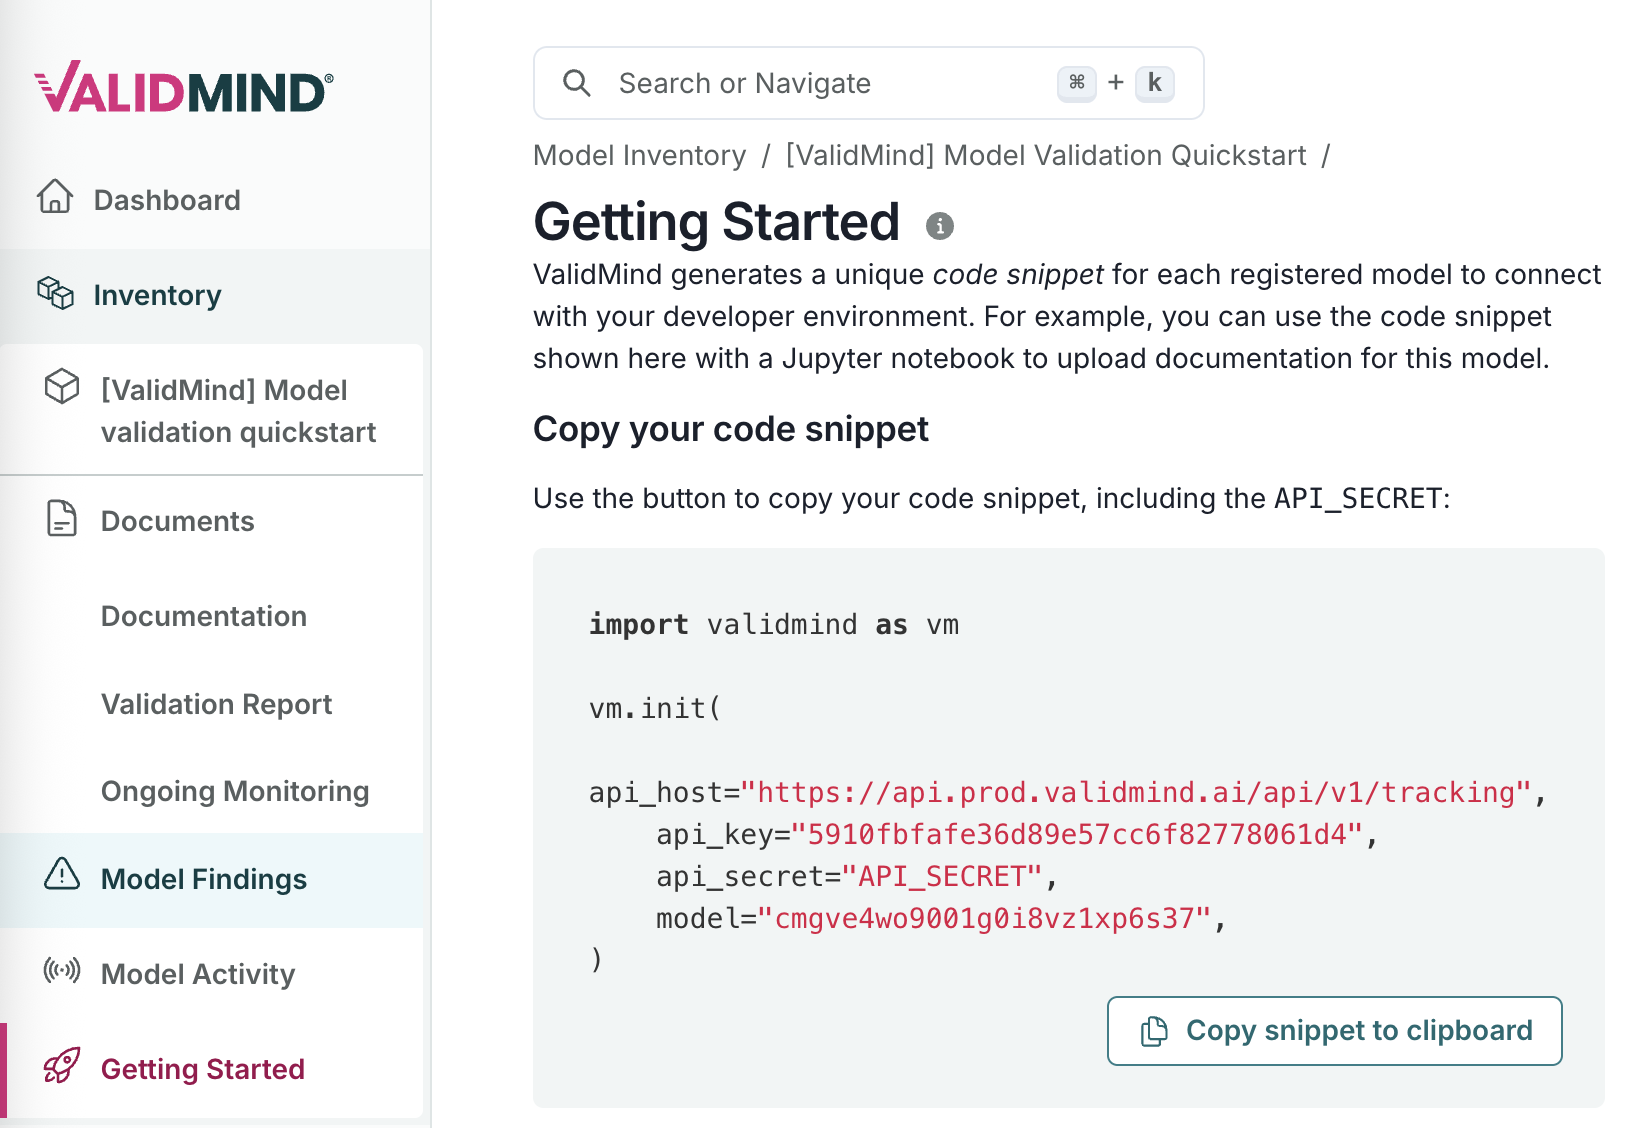 VALIDMIND®
Dashboard
Inventory
[ValidMind] Model
validation quickstart
Documents
Documentation
Validation Report
Ongoing Monitoring
Model Findings
Model Activity
Getting Started
Search or Navigate ⌘ + k
Model Inventory / [ValidMind] Model Validation Quickstart /
Getting Started i
ValidMind generates a unique code snippet for each registered model to connect
with your developer environment. For example, you can use the code snippet
shown here with a Jupyter notebook to upload documentation for this model.
Copy your code snippet
Use the button to copy your code snippet, including the API_SECRET:
import validmind as vm
vm.init(
api_host="https://api.prod.validmind.ai/api/v1/tracking",
api_key="5910fbfafe36d89e57cc6f82778061d4",
api_secret="API_SECRET",
model="cmgve4wo9001g0i8vz1xp6s37",
)
Copy snippet to clipboard